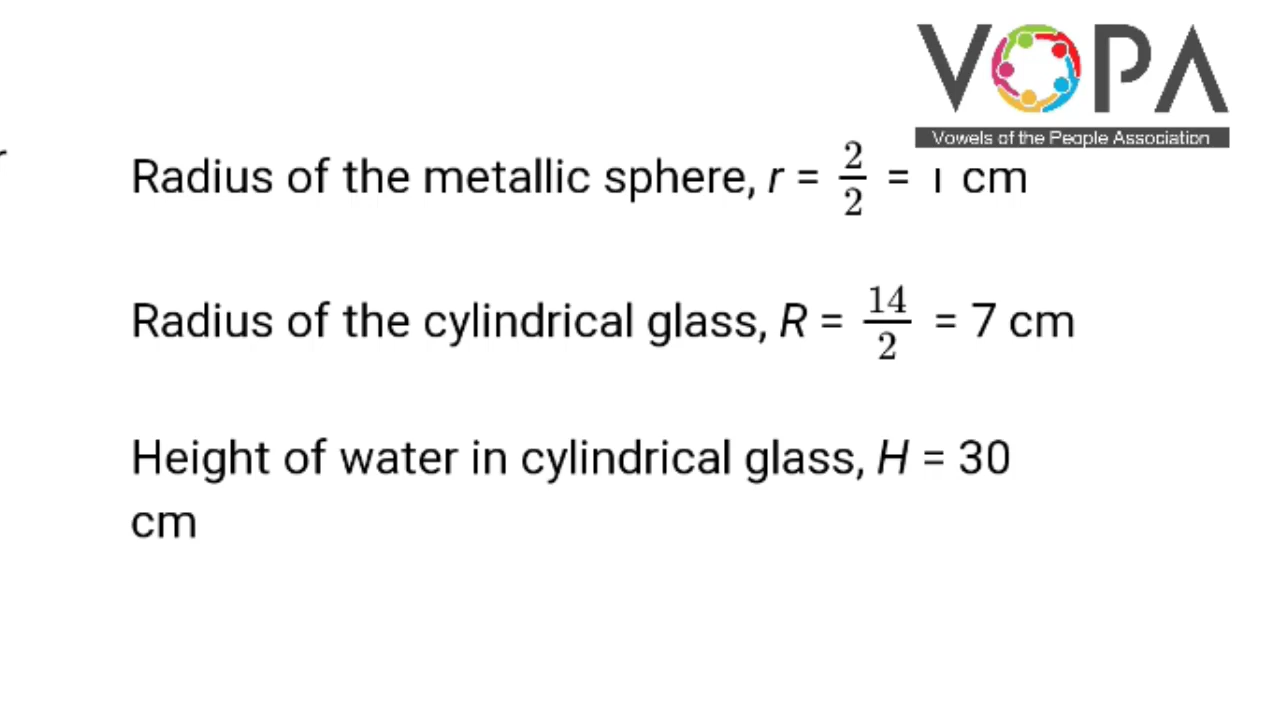 VOPA
Vowels of the People Association
Radius of the metallic sphere, r = 2/2 = 1 cm
Radius of the cylindrical glass, R = 14/2 = 7 cm
Height of water in cylindrical glass, H = 30
cm